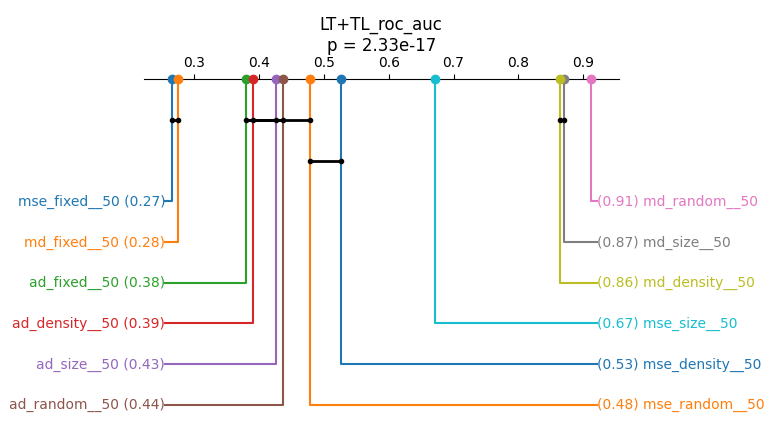 LT+TL_roc_auc
p = 2.33e-17
0.3 0.4 0.5 0.6 0.7 0.8 0.9
mse_fixed__50 (0.27) (0.91) md_random__50
md_fixed__50 (0.28) (0.87) md_size__50
ad_fixed__50 (0.38) (0.86) md_density__50
ad_density__50 (0.39) (0.67) mse_size__50
ad_size__50 (0.43) (0.53) mse_density__50
ad_random__50 (0.44) (0.48) mse_random__50